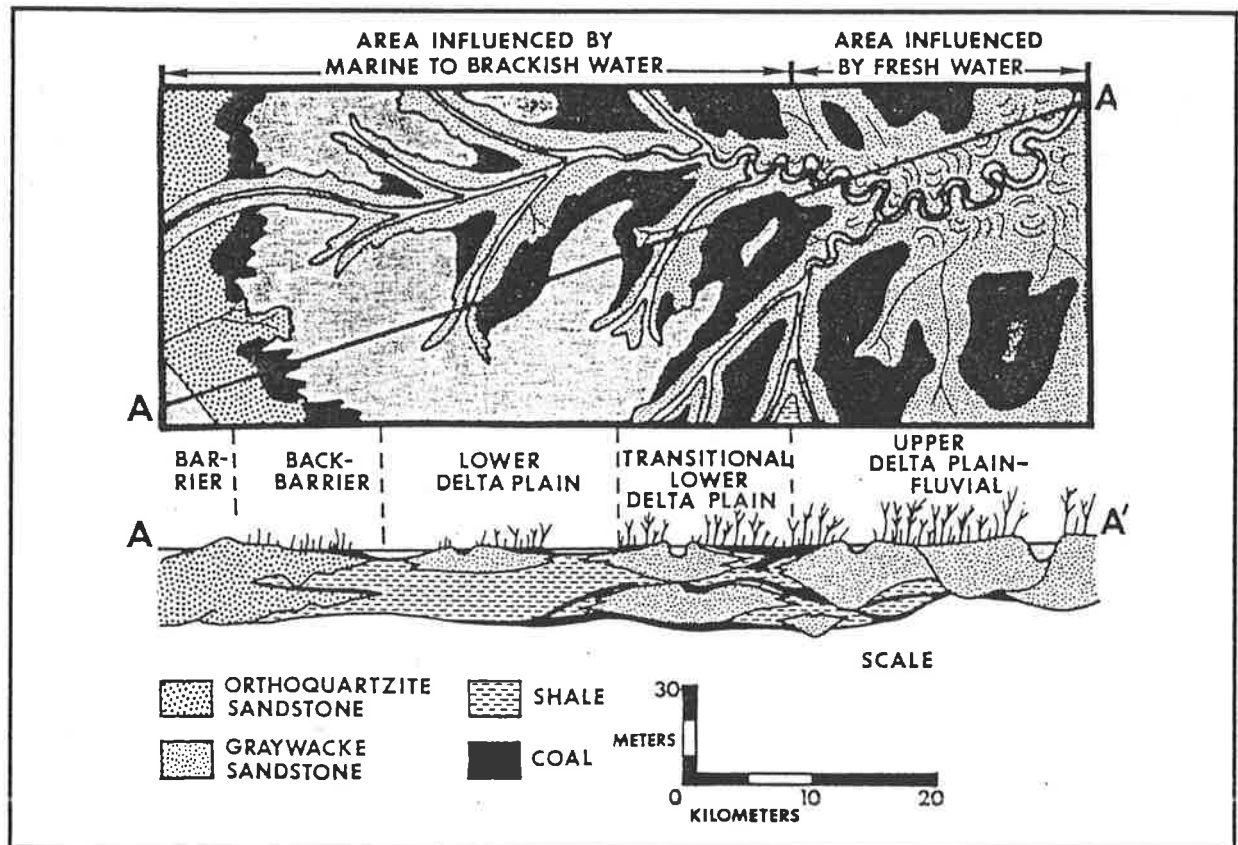 AREA INFLUENCED BY
MARINE TO BRACKISH WATER
AREA INFLUENCED
BY FRESH WATER
A
A
BAR-
RIER
BACK-
BARRIER
LOWER
DELTA PLAIN
TRANSITIONAL
LOWER
DELTA PLAIN
UPPER
DELTA PLAIN-
FLUVIAL
A
A'
SCALE
ORTHOQUARTZITE
SANDSTONE
SHALE
GRAYWACKE
SANDSTONE
COAL
30
METERS
0
10
20
KILOMETERS